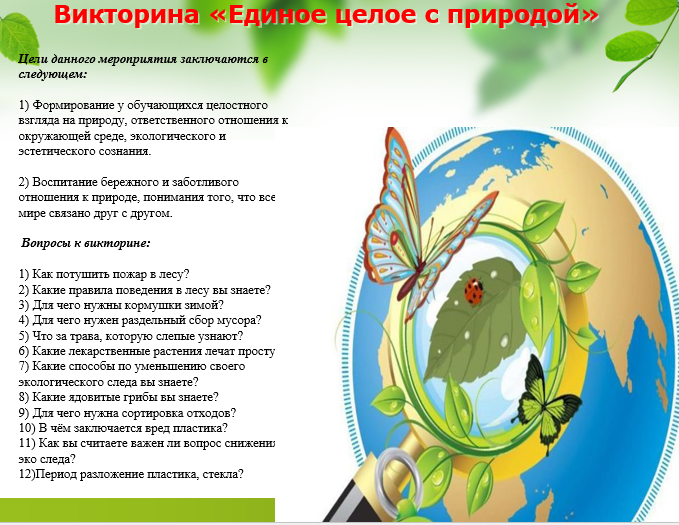 Викторина «Единое целое с природой»
Цели данного мероприятия заключаются в
следующем:
1) Формирование у обучающихся целостного
взгляда на природу, ответственного отношения к
окружающей среде, экологического и
эстетического сознания.
2) Воспитание бережного и заботливого
отношения к природе, понимания того, что все
мире связано друг с другом.
Вопросы к викторине:
1) Как потушить пожар в лесу?
2) Какие правила поведения в лесу вы знаете?
3) Для чего нужны кормушки зимой?
4) Для чего нужен раздельный сбор мусора?
5) Что за трава, которую слепые узнают?
6) Какие лекарственные растения лечат просту
7) Какие способы по уменьшению своего
экологического следа вы знаете?
8) Какие ядовитые грибы вы знаете?
9) Для чего нужна сортировка отходов?
10) В чём заключается вред пластика?
11) Как вы считаете важен ли вопрос снижения
эко следа?
12)Период разложение пластика, стекла?